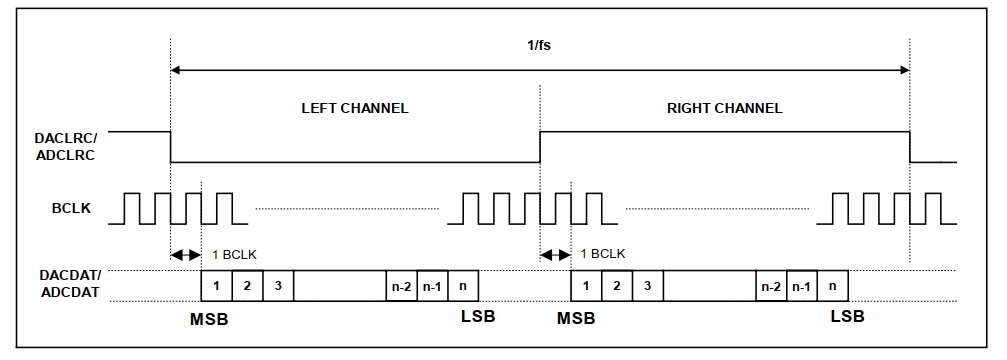 1/fs
LEFT CHANNEL
RIGHT CHANNEL
DACLRC/
ADCLRC
BCLK
1 BCLK
1 BCLK
DACDAT/
ADCDAT
1 2 3 n-2 n-1 n 1 2 3 n-2 n-1 n
MSB LSB MSB LSB